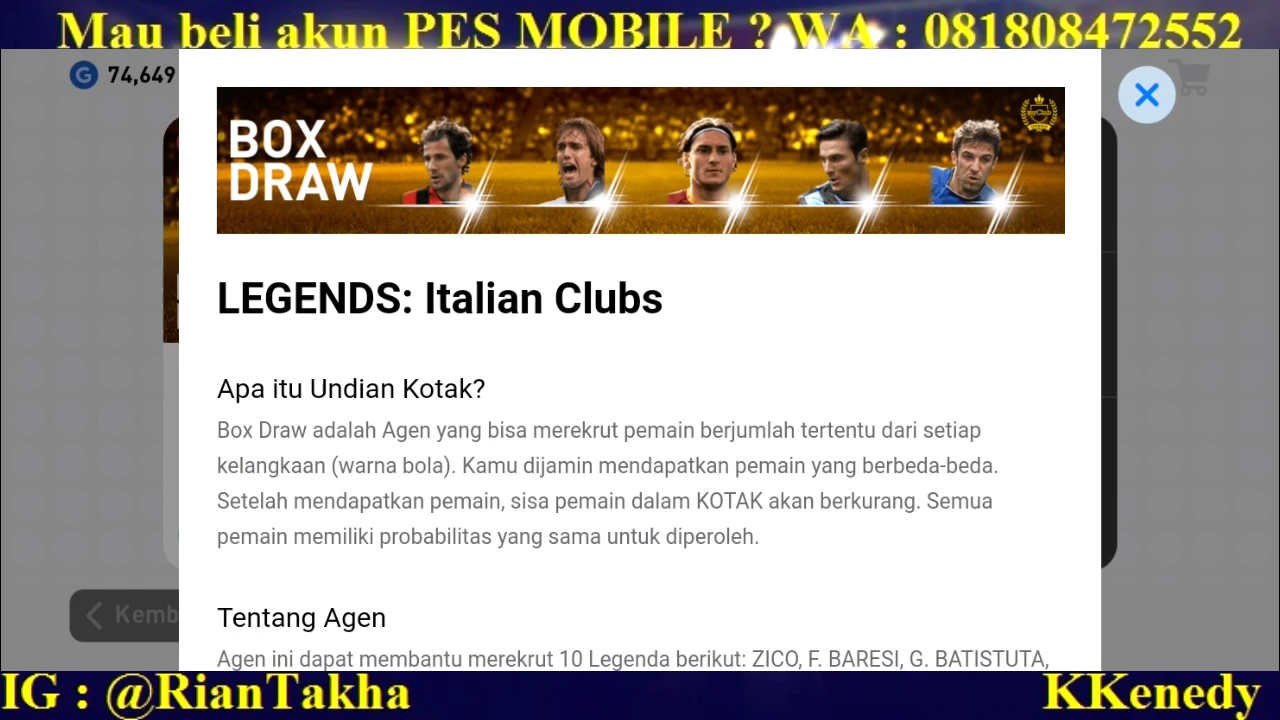 Mau beli akun PES MOBILE ? WA : 081808472552
G 74,649
BOX
DRAW
myClub
LEGENDS: Italian Clubs
Apa itu Undian Kotak?
Box Draw adalah Agen yang bisa merekrut pemain berjumlah tertentu dari setiap
kelangkaan (warna bola). Kamu dijamin mendapatkan pemain yang berbeda-beda.
Setelah mendapatkan pemain, sisa pemain dalam KOTAK akan berkurang. Semua
pemain memiliki probabilitas yang sama untuk diperoleh.
Tentang Agen
Kemb
Agen ini dapat membantu merekrut 10 Legenda berikut: ZICO, F. BARESI, G. BATISTUTA,
IG : @RianTakha
KKenedy